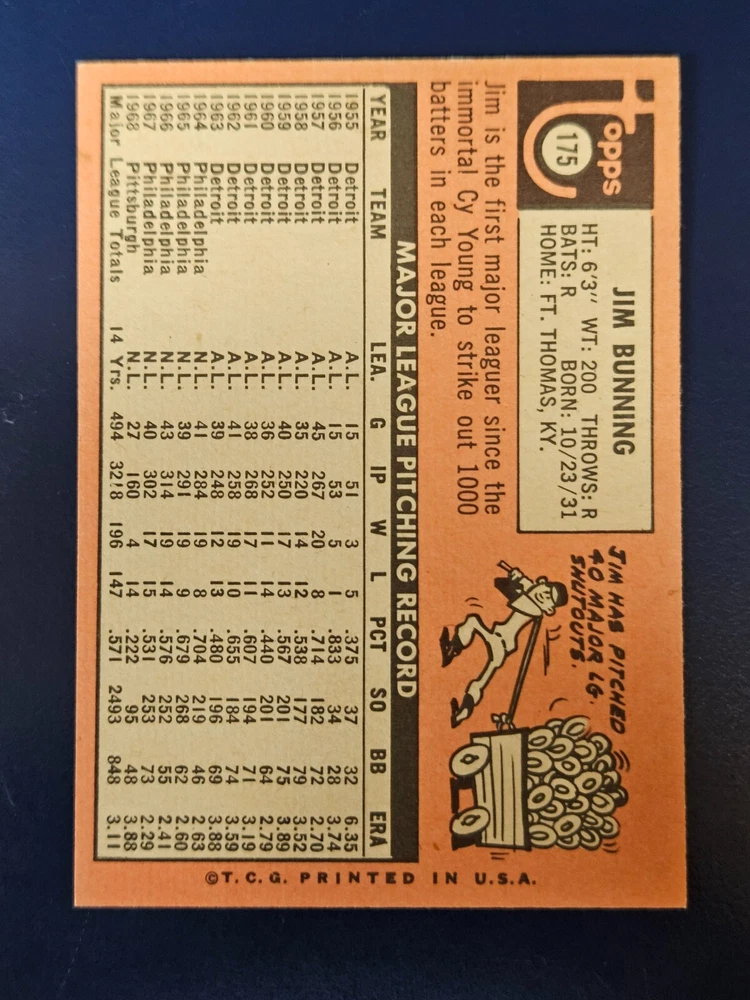 Topps
175
JIM BUNNING
HT: 6'3" WT: 200 THROWS: R
BATS: R BORN: 10/23/31
HOME: FT. THOMAS, KY.
JIM HAS PITCHED
40 MAJOR LG.
SHUTOUTS.
Jim is the first major leaguer since the
immortal Cy Young to strike out 1000
batters in each league.
MAJOR LEAGUE PITCHING RECORD
YEAR TEAM LEA. G IP W L PCT SO BB ERA
1955 Detroit A.L. 15 51 3 5 .375 37 32 6.35
1956 Detroit A.L. 15 53 5 1 .833 34 28 3.74
1957 Detroit A.L. 45 267 20 8 .714 182 72 2.70
1958 Detroit A.L. 35 220 14 12 .538 177 79 3.52
1959 Detroit A.L. 40 250 17 13 .567 201 75 3.89
1960 Detroit A.L. 36 252 11 14 .440 201 64 2.79
1961 Detroit A.L. 38 268 17 11 .607 194 71 3.19
1962 Detroit A.L. 41 258 19 10 .655 184 74 3.59
1963 Detroit A.L. 39 248 12 13 .480 196 69 3.88
1964 Philadelphia N.L. 41 284 19 8 .704 219 46 2.63
1965 Philadelphia N.L. 39 291 19 9 .679 268 62 2.60
1966 Philadelphia N.L. 43 314 19 14 .576 252 55 2.41
1967 Philadelphia N.L. 40 302 17 15 .531 253 73 2.29
1968 Pittsburgh N.L. 27 160 4 14 .222 95 48 3.88
Major League Totals 14 Yrs. 494 3218 196 147 .571 2493 848 3.11
©T.C.G. PRINTED IN U.S.A.